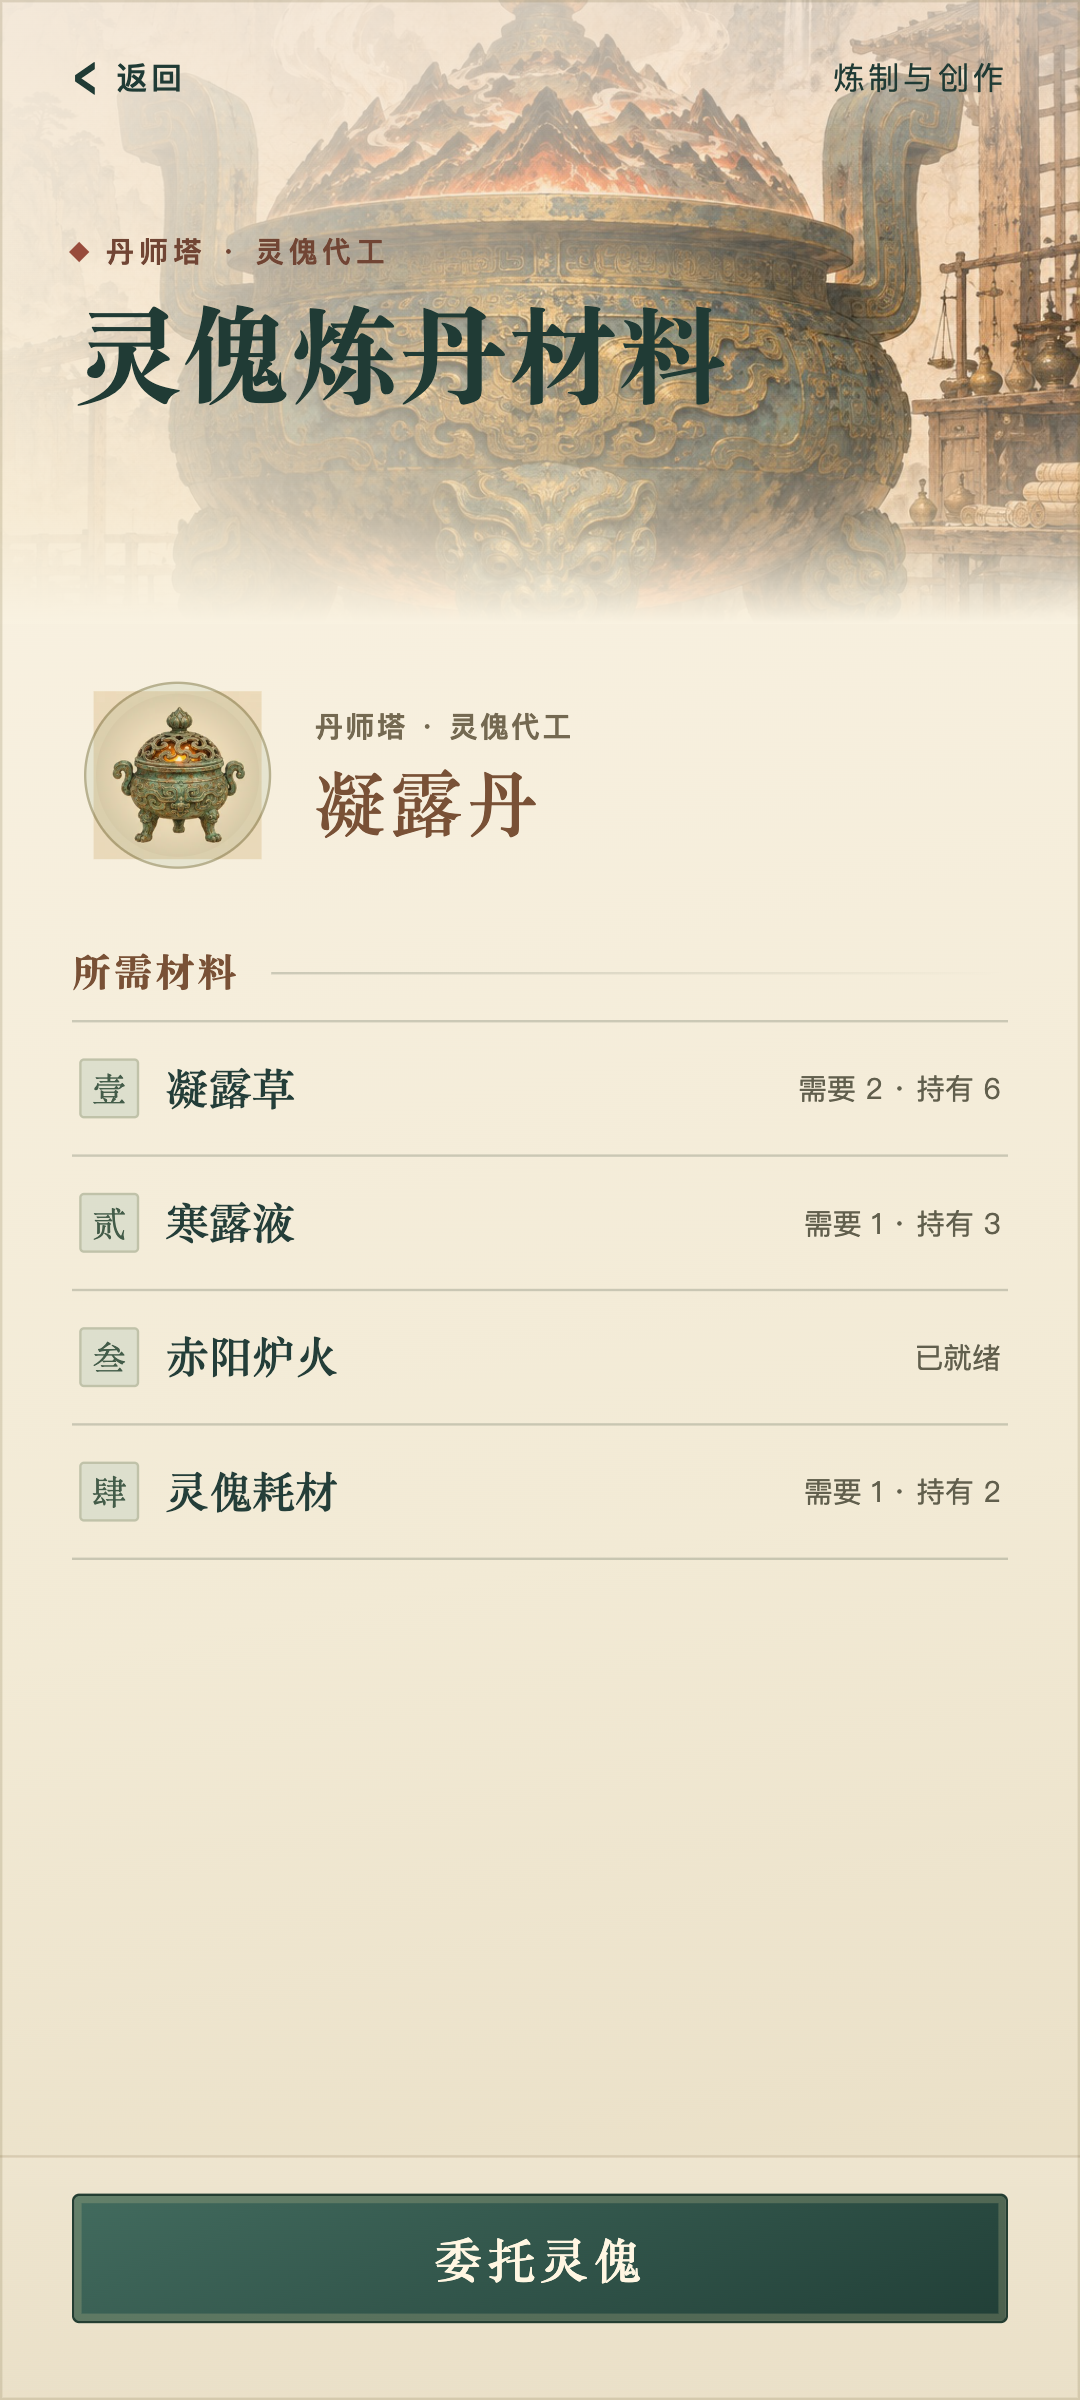 返回
炼制与创作
丹师塔 · 灵傀代工
灵傀炼丹材料
丹师塔 · 灵傀代工
凝露丹
所需材料
壹 凝露草 需要 2 · 持有 6
贰 寒露液 需要 1 · 持有 3
叁 赤阳炉火 已就绪
肆 灵傀耗材 需要 1 · 持有 2
委托灵傀